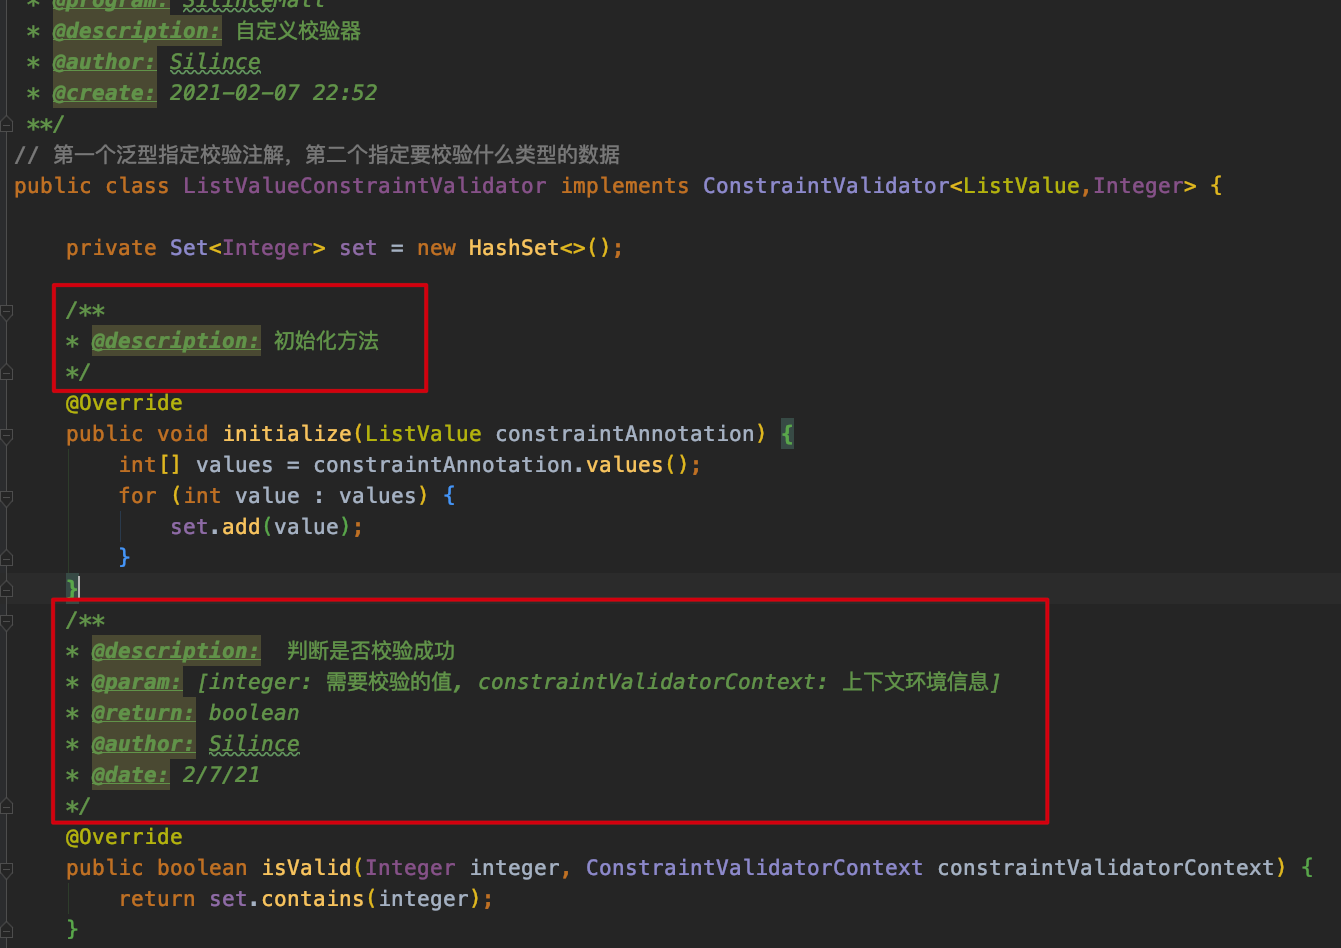 * @program: SilinceMall
* @description: 自定义校验器
* @author: Silince
* @create: 2021-02-07 22:52
**/
// 第一个泛型指定校验注解，第二个指定要校验什么类型的数据
public class ListValueConstraintValidator implements ConstraintValidator<ListValue,Integer> {
private Set<Integer> set = new HashSet<>();
/**
* @description: 初始化方法
*/
@Override
public void initialize(ListValue constraintAnnotation) {
int[] values = constraintAnnotation.values();
for (int value : values) {
set.add(value);
}
}
/**
* @description: 判断是否校验成功
* @param: [integer: 需要校验的值, constraintValidatorContext: 上下文环境信息]
* @return: boolean
* @author: Silince
* @date: 2/7/21
*/
@Override
public boolean isValid(Integer integer, ConstraintValidatorContext constraintValidatorContext) {
return set.contains(integer);
}